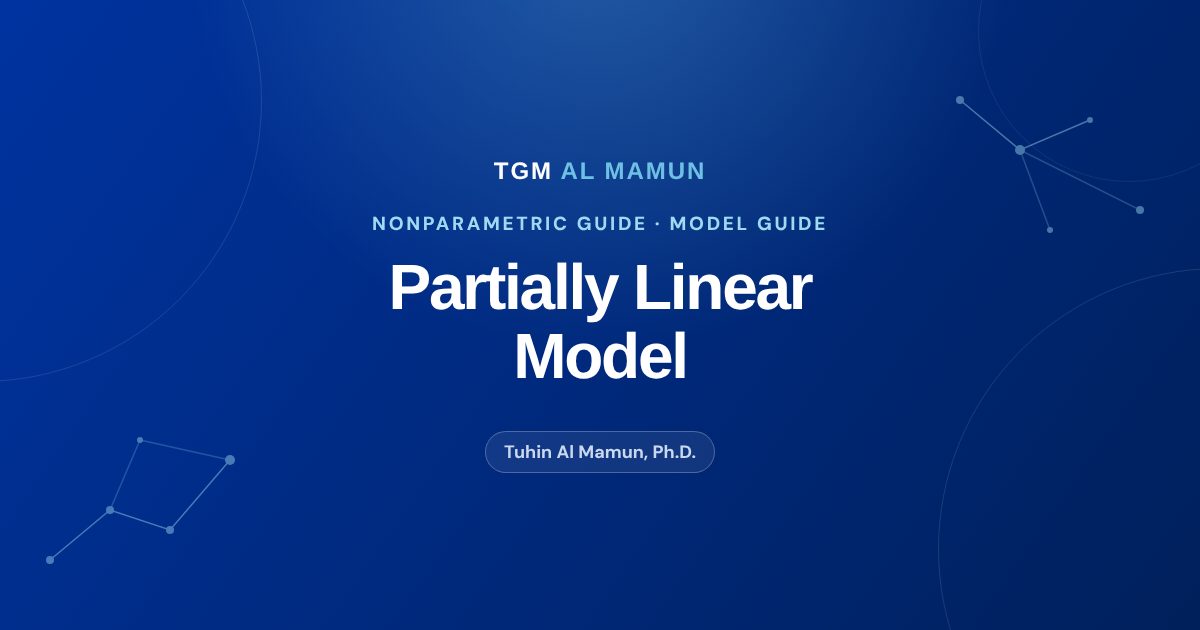 TGM AL MAMUN
NONPARAMETRIC GUIDE · MODEL GUIDE
Partially Linear
Model
Tuhin Al Mamun, Ph.D.